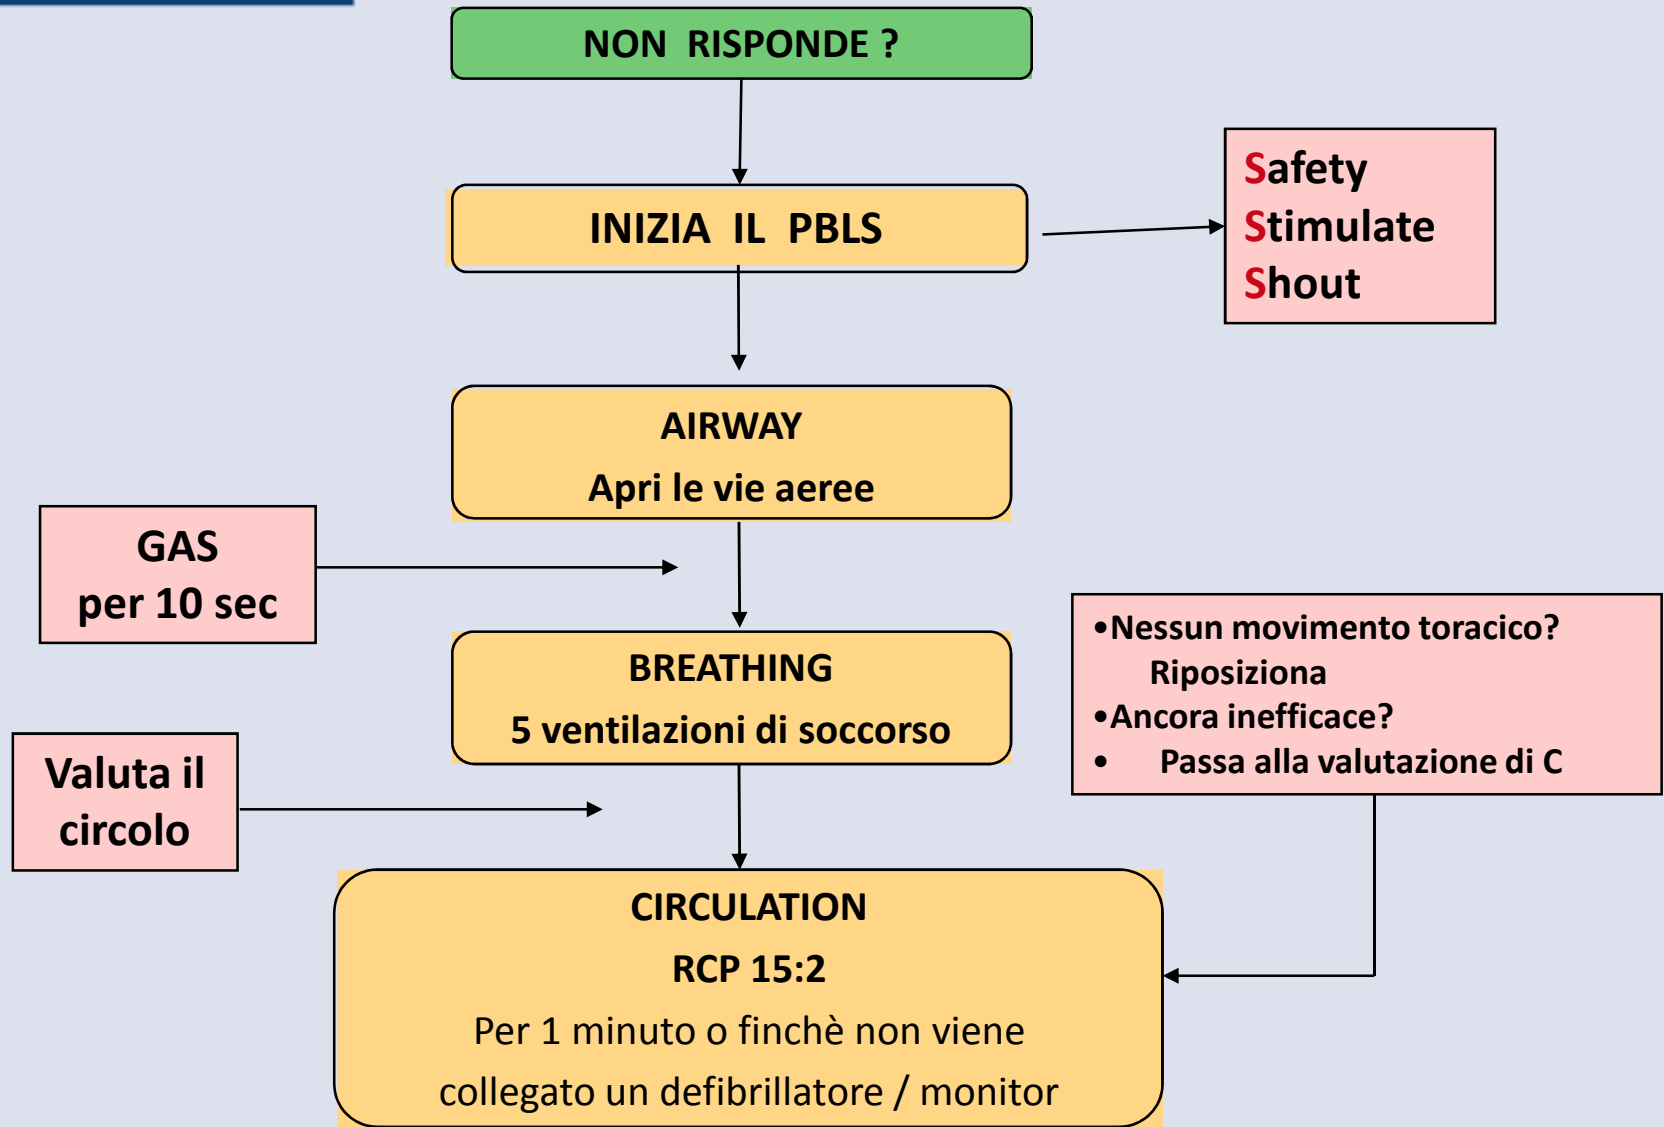 NON RISPONDE ?
INIZIA IL PBLS
Safety
Stimulate
Shout
AIRWAY
Apri le vie aeree
GAS
per 10 sec
BREATHING
5 ventilazioni di soccorso
•Nessun movimento toracico?
Riposiziona
•Ancora inefficace?
• Passa alla valutazione di C
Valuta il
circolo
CIRCULATION
RCP 15:2
Per 1 minuto o finchè non viene
collegato un defibrillatore / monitor